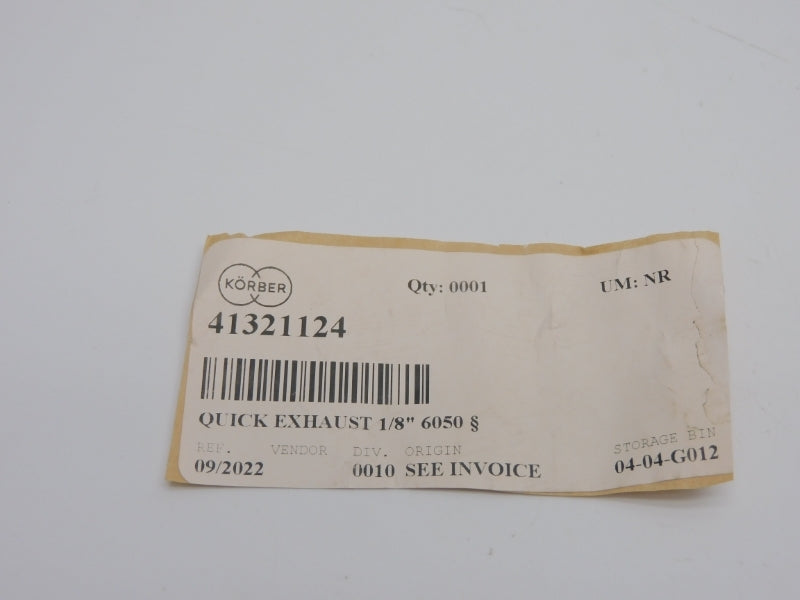 KÖRBER Qty: 0001 UM: NR
41321124
QUICK EXHAUST 1/8" 6050 §
REF. VENDOR DIV. ORIGIN STORAGE BIN
09/2022 0010 SEE INVOICE 04-04-G012